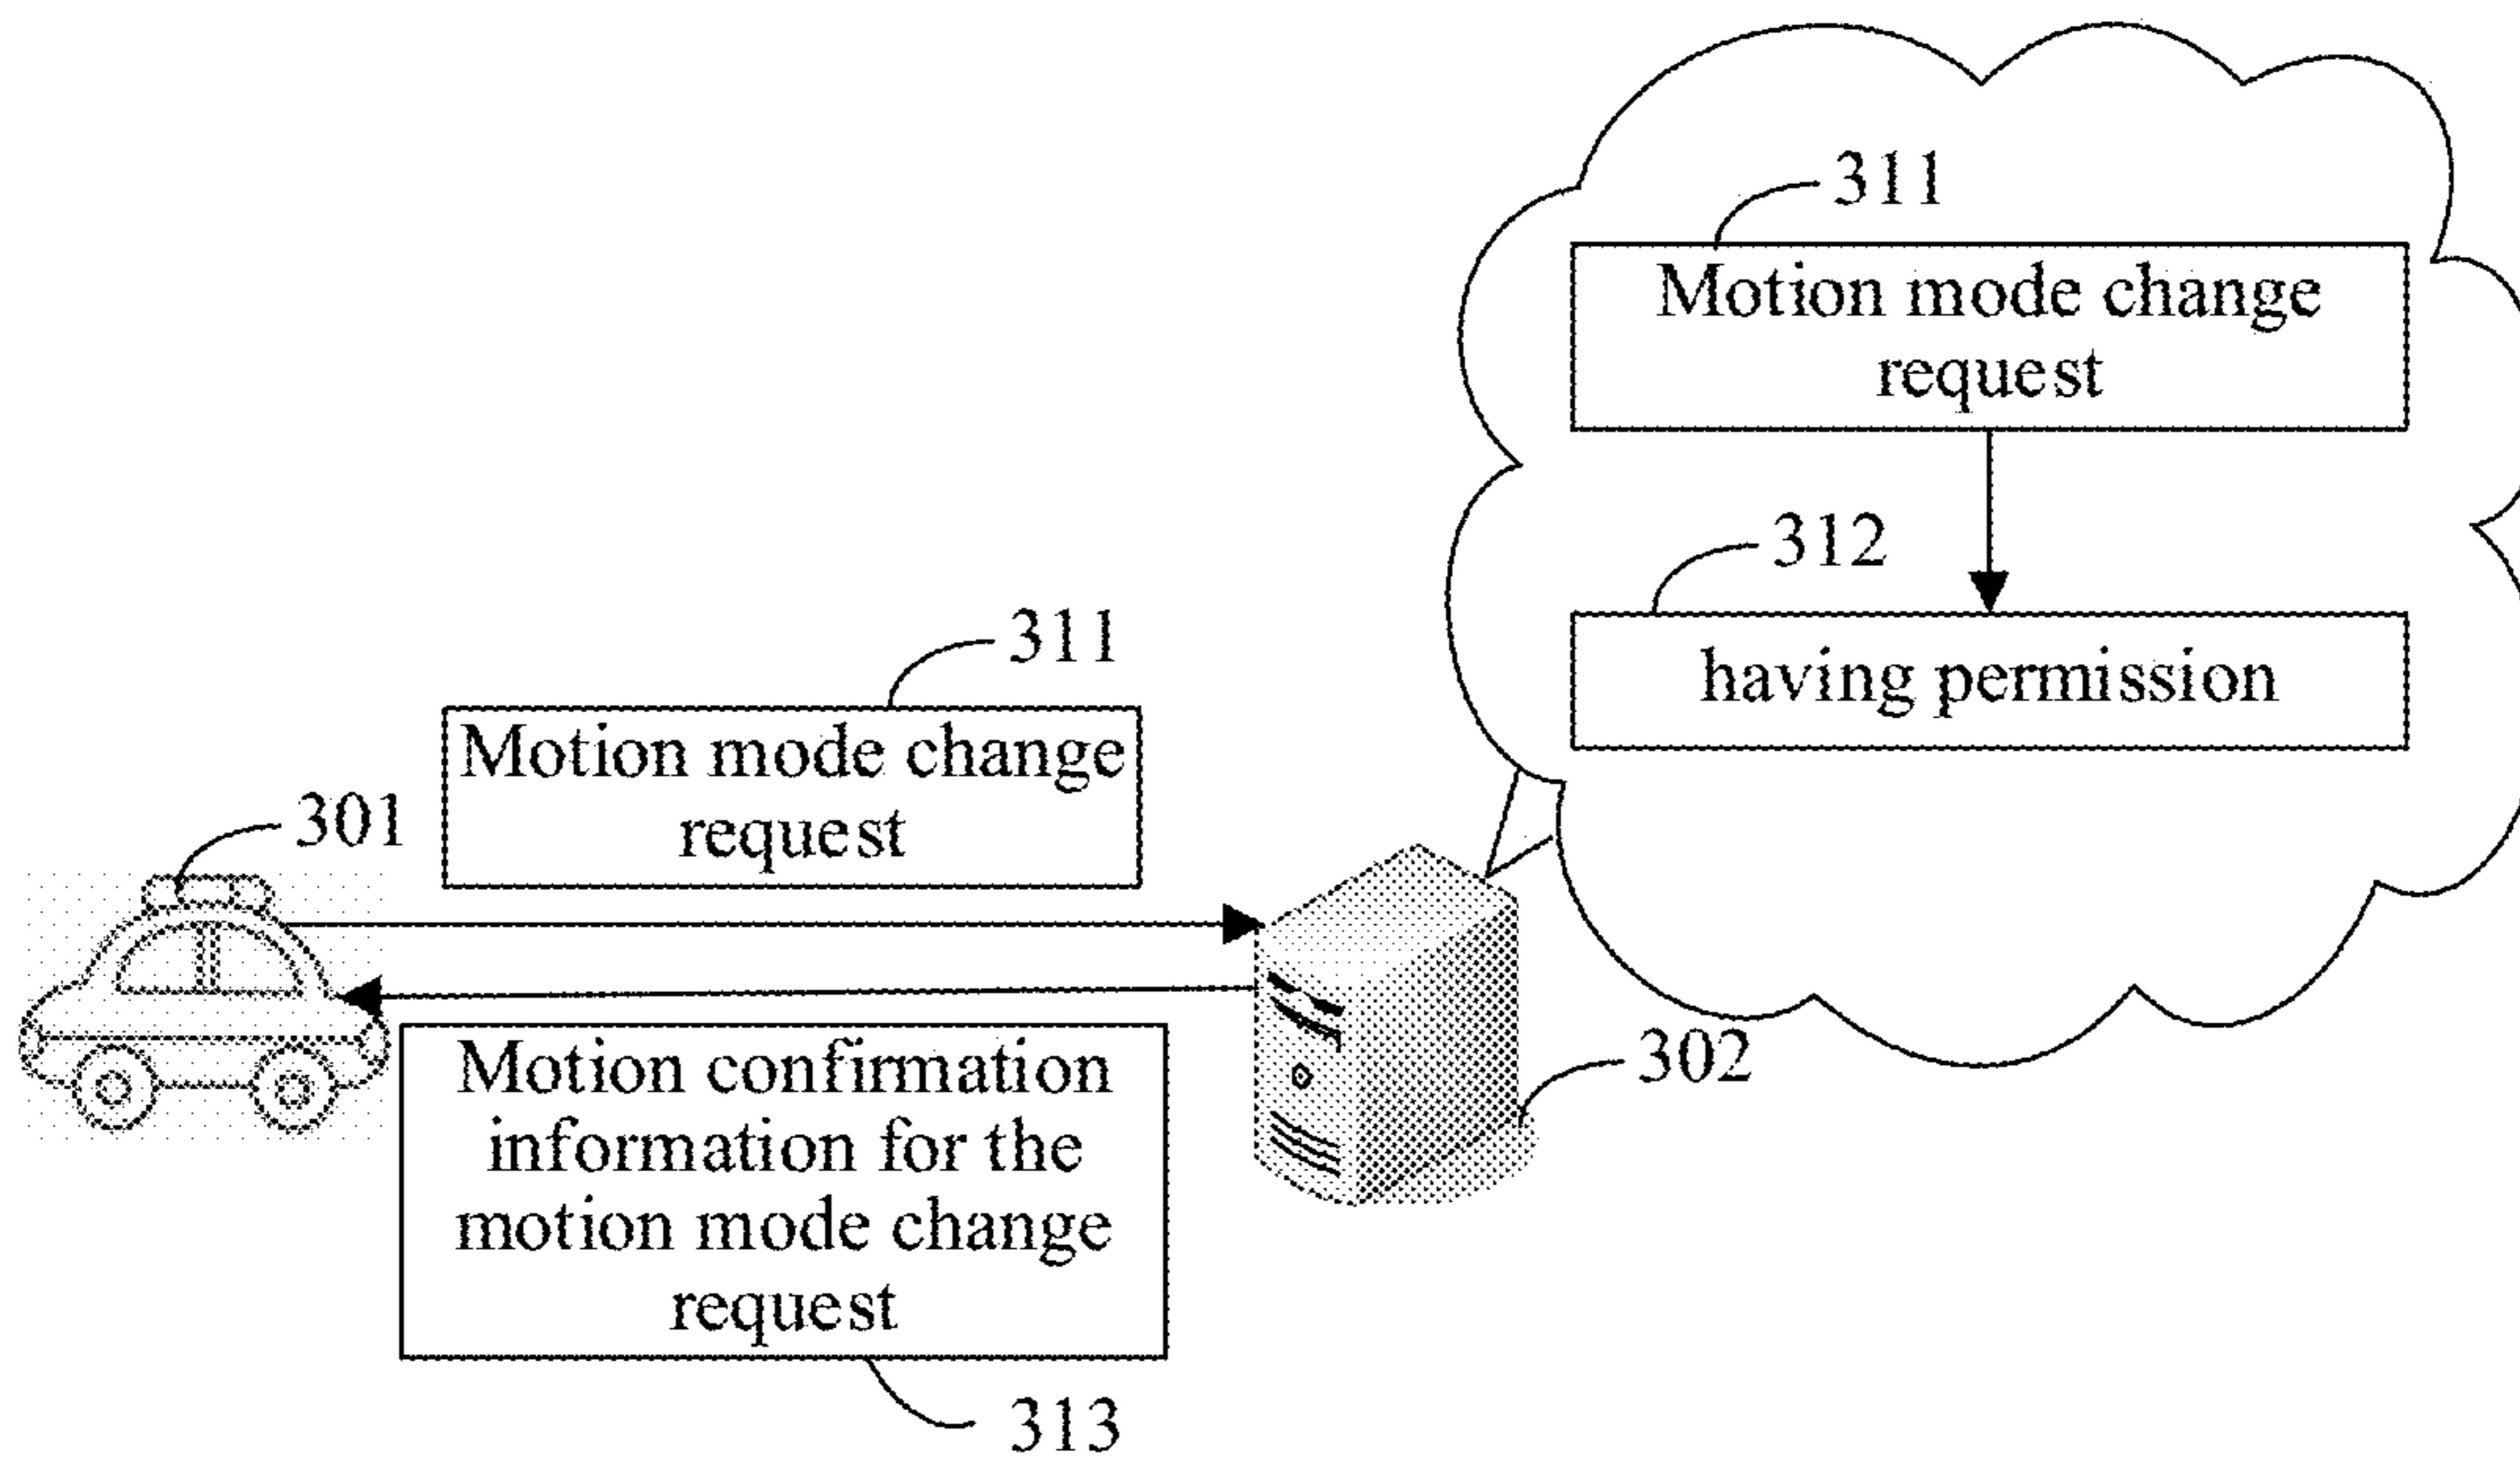 311
Motion mode change
request
312
having permission
311
Motion mode change
request
301
302
Motion confirmation
information for the
motion mode change
request
313